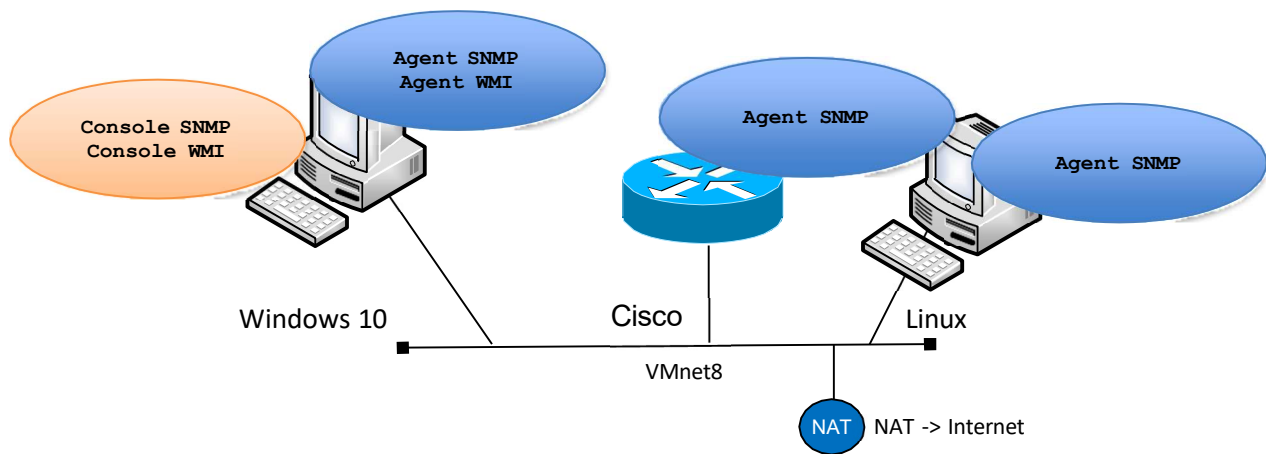 Agent SNMP
Agent WMI
Console SNMP
Console WMI
Agent SNMP
Agent SNMP
Windows 10
Cisco
Linux
VMnet8
NAT
NAT -> Internet